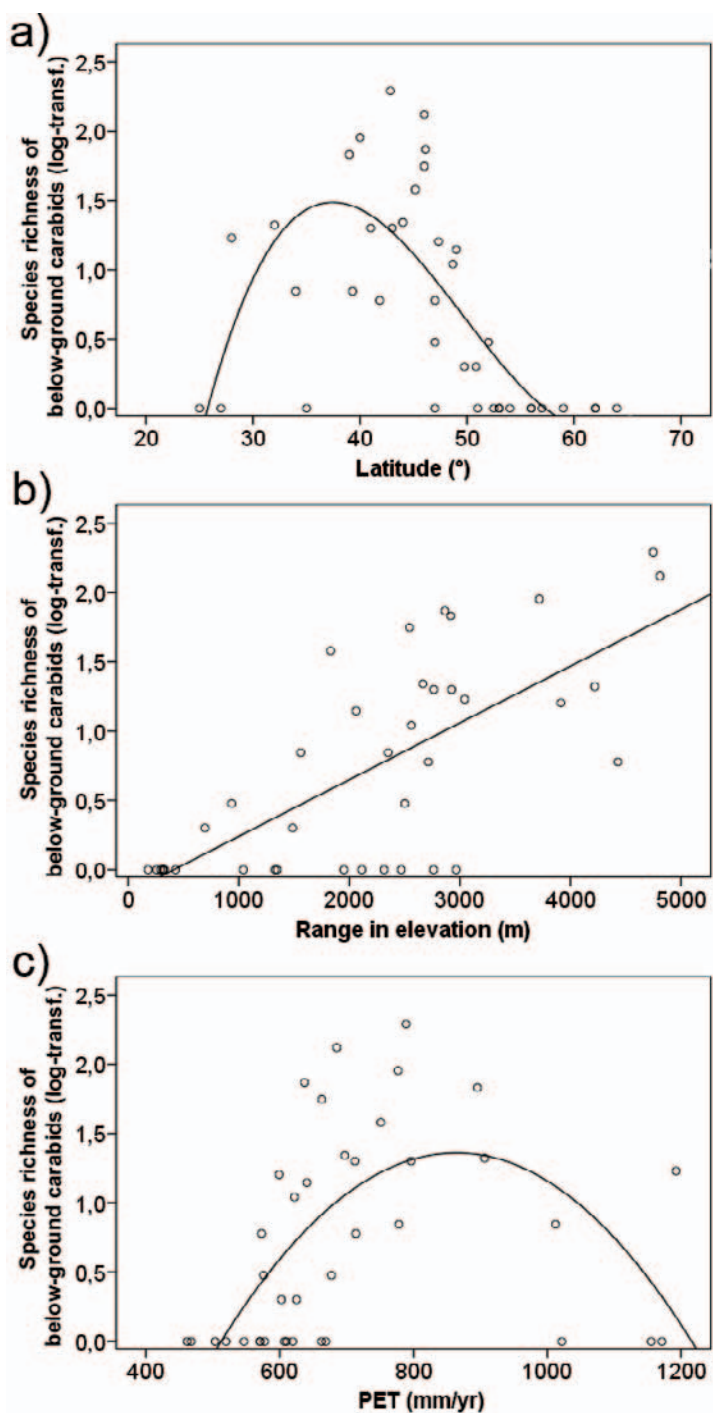 a)
Species richness of
below-ground carabids (log-transf.)
2,5
2,0
1,5
1,0
0,5
0,0
20 30 40 50 60 70
Latitude (°)
b)
Species richness of
below-ground carabids (log-transf.)
2,5
2,0
1,5
1,0
0,5
0,0
0 1000 2000 3000 4000 5000
Range in elevation (m)
c)
Species richness of
below-ground carabids (log-transf.)
2,5
2,0
1,5
1,0
0,5
0,0
400 600 800 1000 1200
PET (mm/yr)